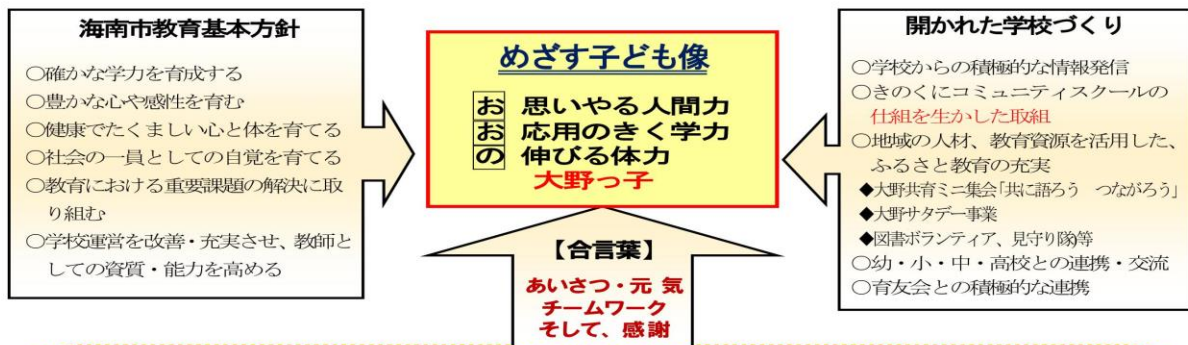 海南市教育基本方針
○確かな学力を育成する
○豊かな心や感性を育む
○健康でたくましい心と体を育てる
○社会の一員としての自覚を育てる
○教育における重要課題の解決に取
り組む
○学校運営を改善・充実させ、教師と
しての資質・能力を高める
めざす子ども像
お 思いやる人間力
お 応用のきく学力
の 伸びる体力
大野っ子
【合言葉】
あいさつ・元 気
チームワーク
そして、感謝
開かれた学校づくり
○学校からの積極的な情報発信
○きのくにコミュニティスクールの
仕組を生かした取組
○地域の人材、教育資源を活用した、
ふるさと教育の充実
◆大野共育ミニ集会「共に語ろう　つながろう」
◆大野サタデー事業
◆図書ボランティア、見守り隊等
○幼・小・中・高校との連携・交流
○育友会との積極的な連携